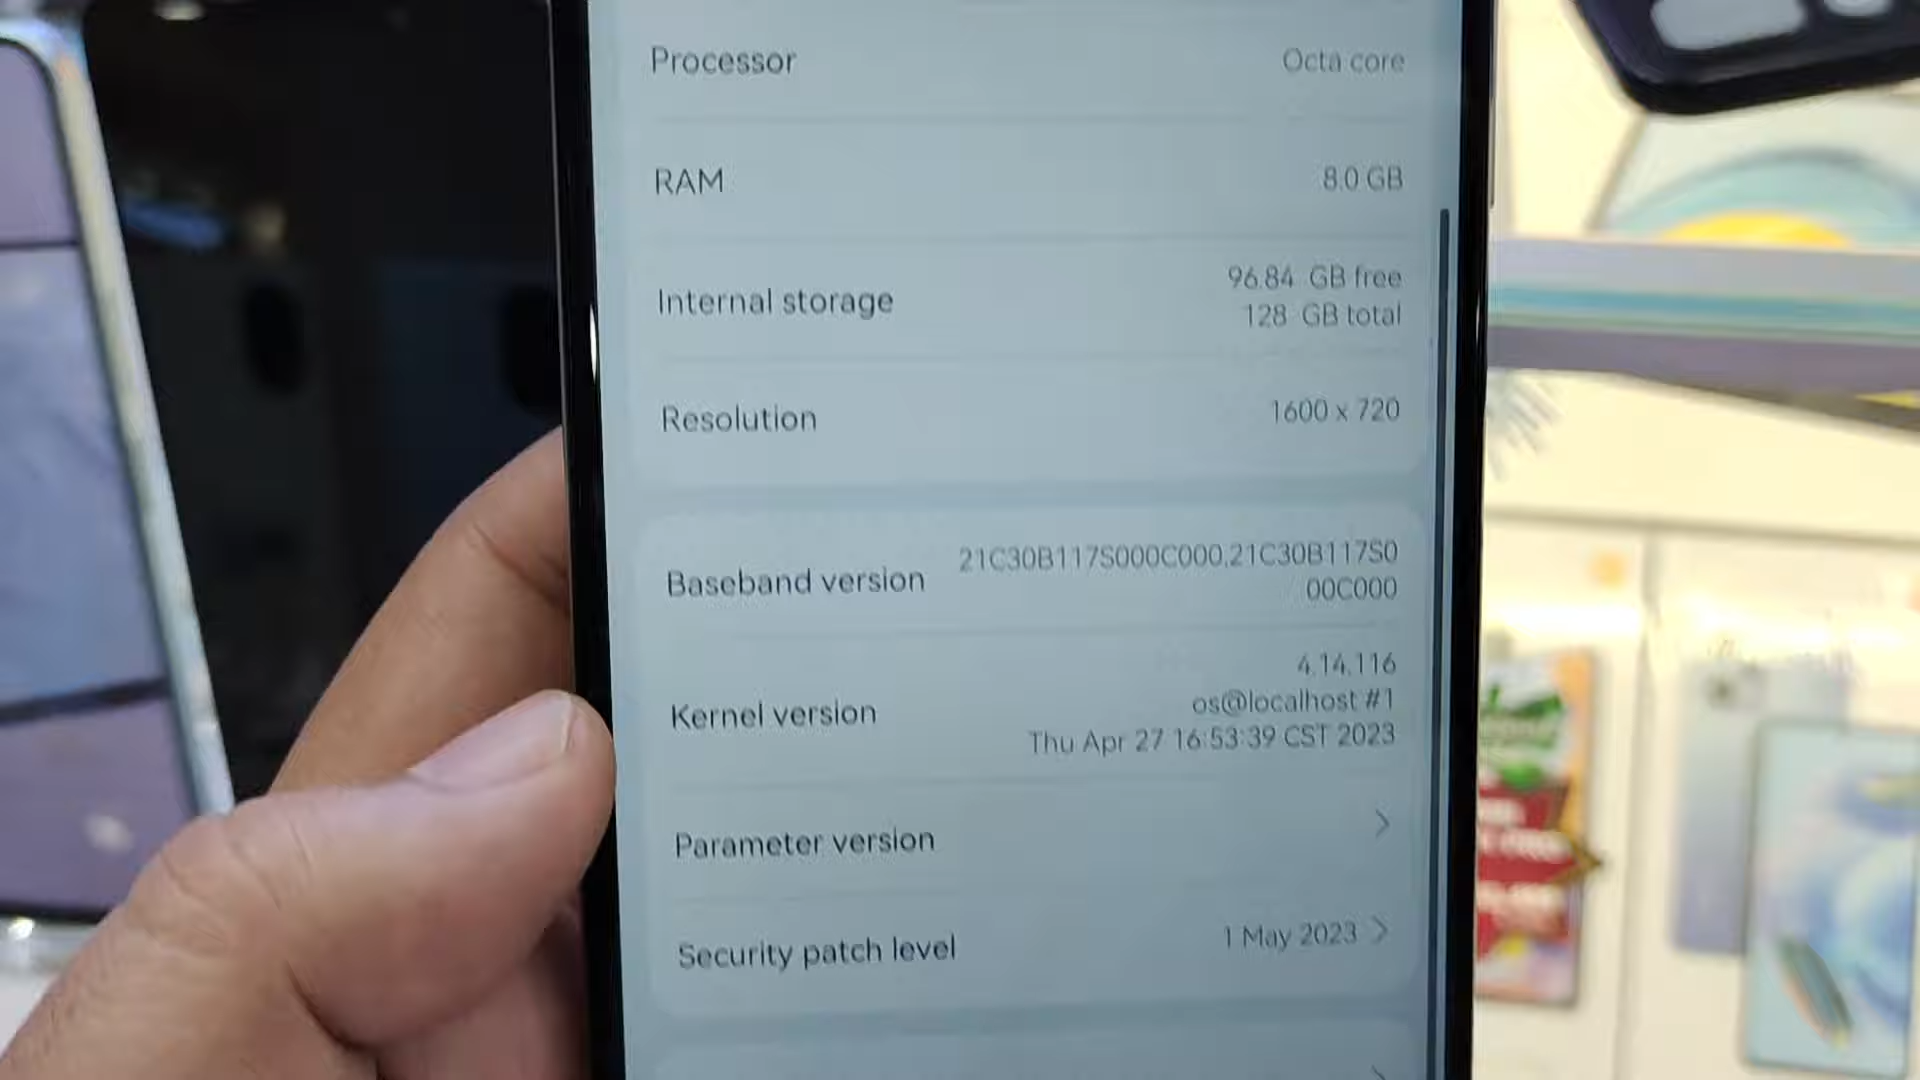 Processor Octa core
RAM 8.0 GB
Internal storage 96.84 GB free
128 GB total
Resolution 1600 x 720
Baseband version 21C30B117S000C000,21C30B117S0
00C000
Kernel version 4.14.116
os@localhost #1
Thu Apr 27 16:53:39 CST 2023
Parameter version
Security patch level 1 May 2023